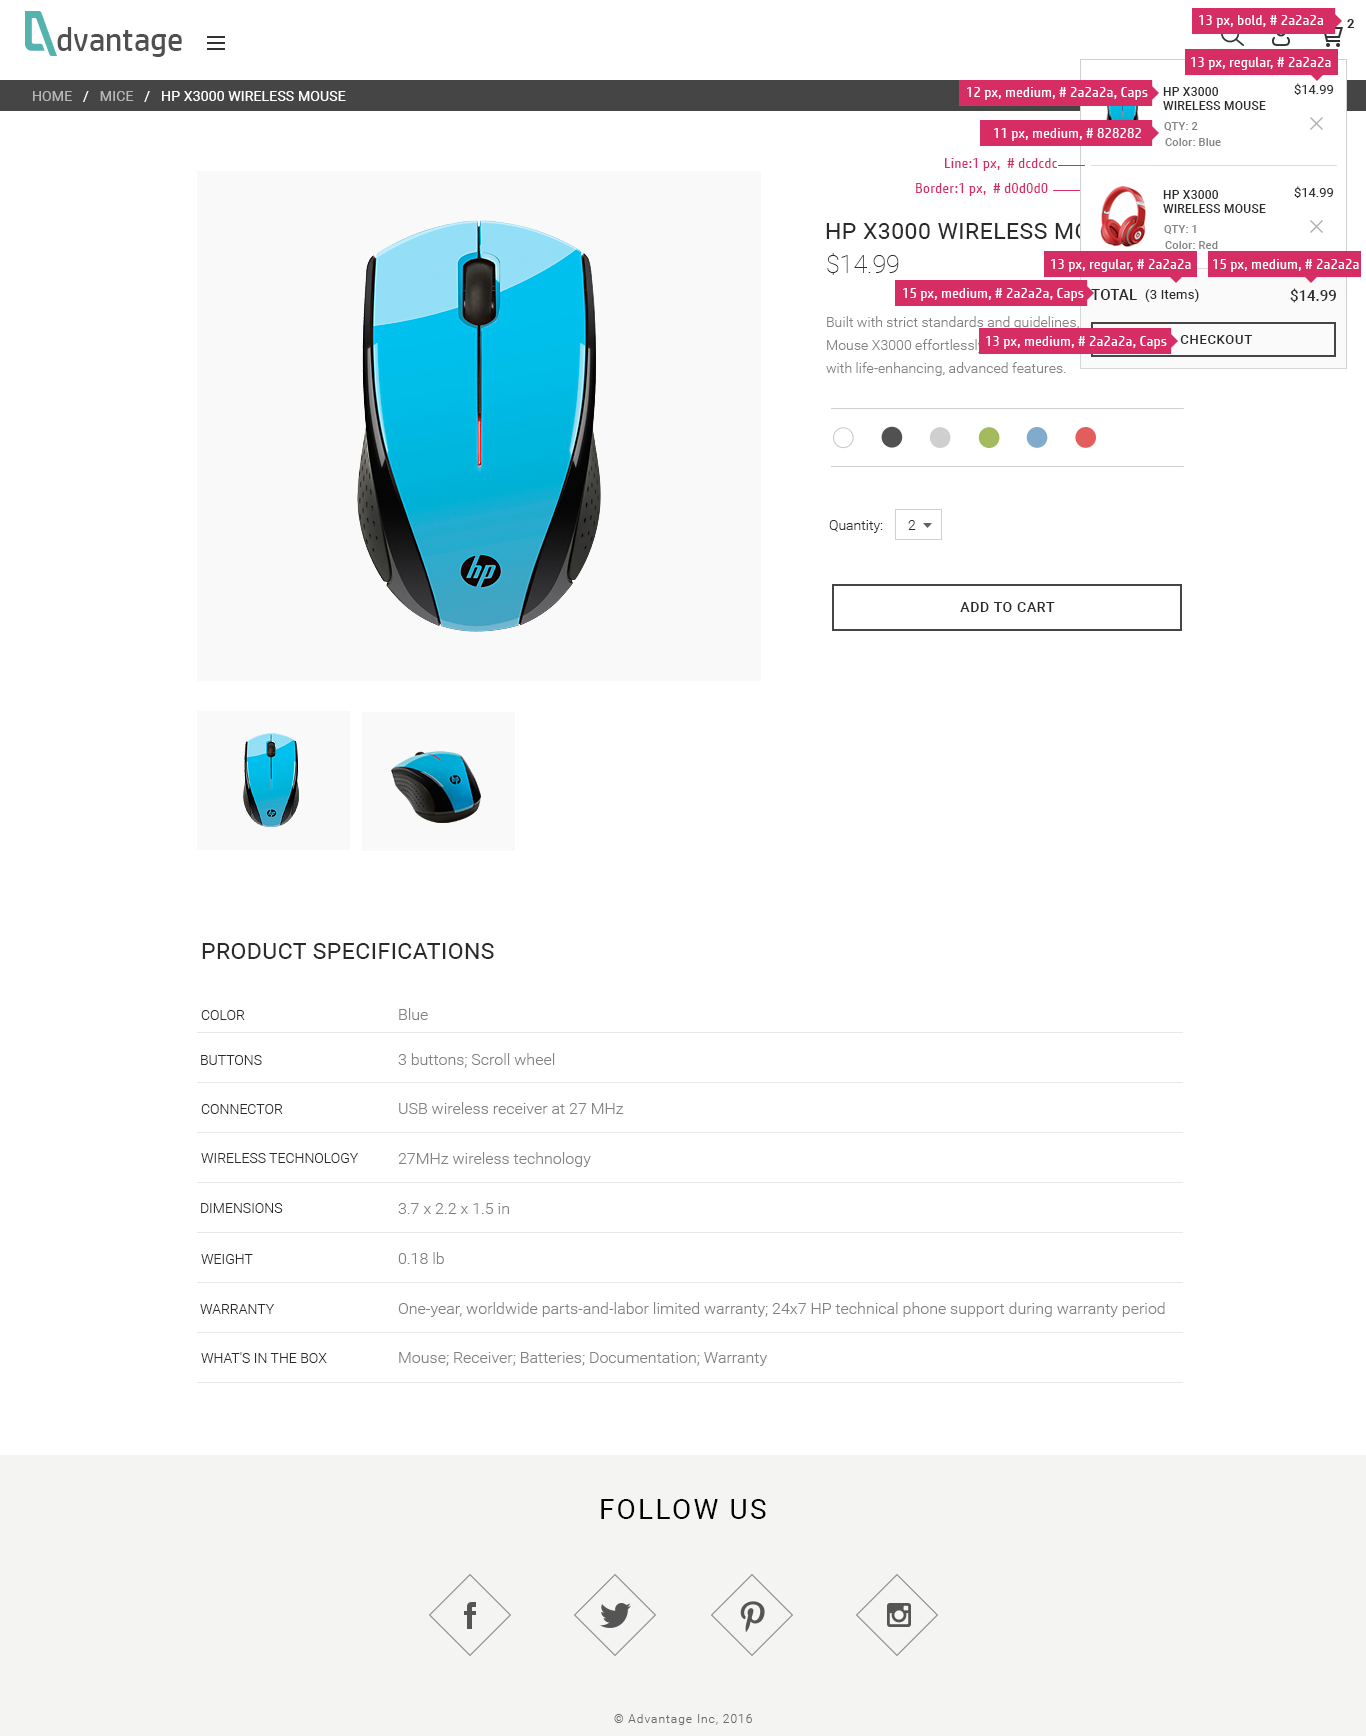 dvantage
13 px, bold, # 2a2a2a
2
13 px, regular, # 2a2a2a
HOME / MICE / HP X3000 WIRELESS MOUSE
12 px, medium, # 2a2a2a, Caps
HP X3000
WIRELESS MOUSE
$14.99
11 px, medium, # 828282
QTY: 2
Color: Blue
Line:1 px, # dcdcdc
Border:1 px, # d0d0d0
HP X3000
WIRELESS MOUSE
$14.99
QTY: 1
Color: Red
HP X3000 WIRELESS MO
$14.99
13 px, regular, # 2a2a2a
15 px, medium, # 2a2a2a
15 px, medium, # 2a2a2a, Caps
TOTAL (3 Items)
$14.99
Built with strict standards and guidelines,
13 px, medium, # 2a2a2a, Caps
CHECKOUT
Mouse X3000 effortlessl
with life-enhancing, advanced features.
Quantity: 2
ADD TO CART
hp
PRODUCT SPECIFICATIONS
COLOR Blue
BUTTONS 3 buttons; Scroll wheel
CONNECTOR USB wireless receiver at 27 MHz
WIRELESS TECHNOLOGY 27MHz wireless technology
DIMENSIONS 3.7 x 2.2 x 1.5 in
WEIGHT 0.18 lb
WARRANTY One-year, worldwide parts-and-labor limited warranty; 24x7 HP technical phone support during warranty period
WHAT'S IN THE BOX Mouse; Receiver; Batteries; Documentation; Warranty
FOLLOW US
© Advantage Inc, 2016